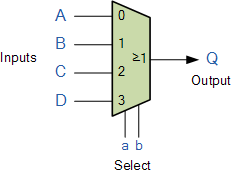 A 0
B 1
Inputs ≥1 Q
C 2 Output
D 3
a b
Select